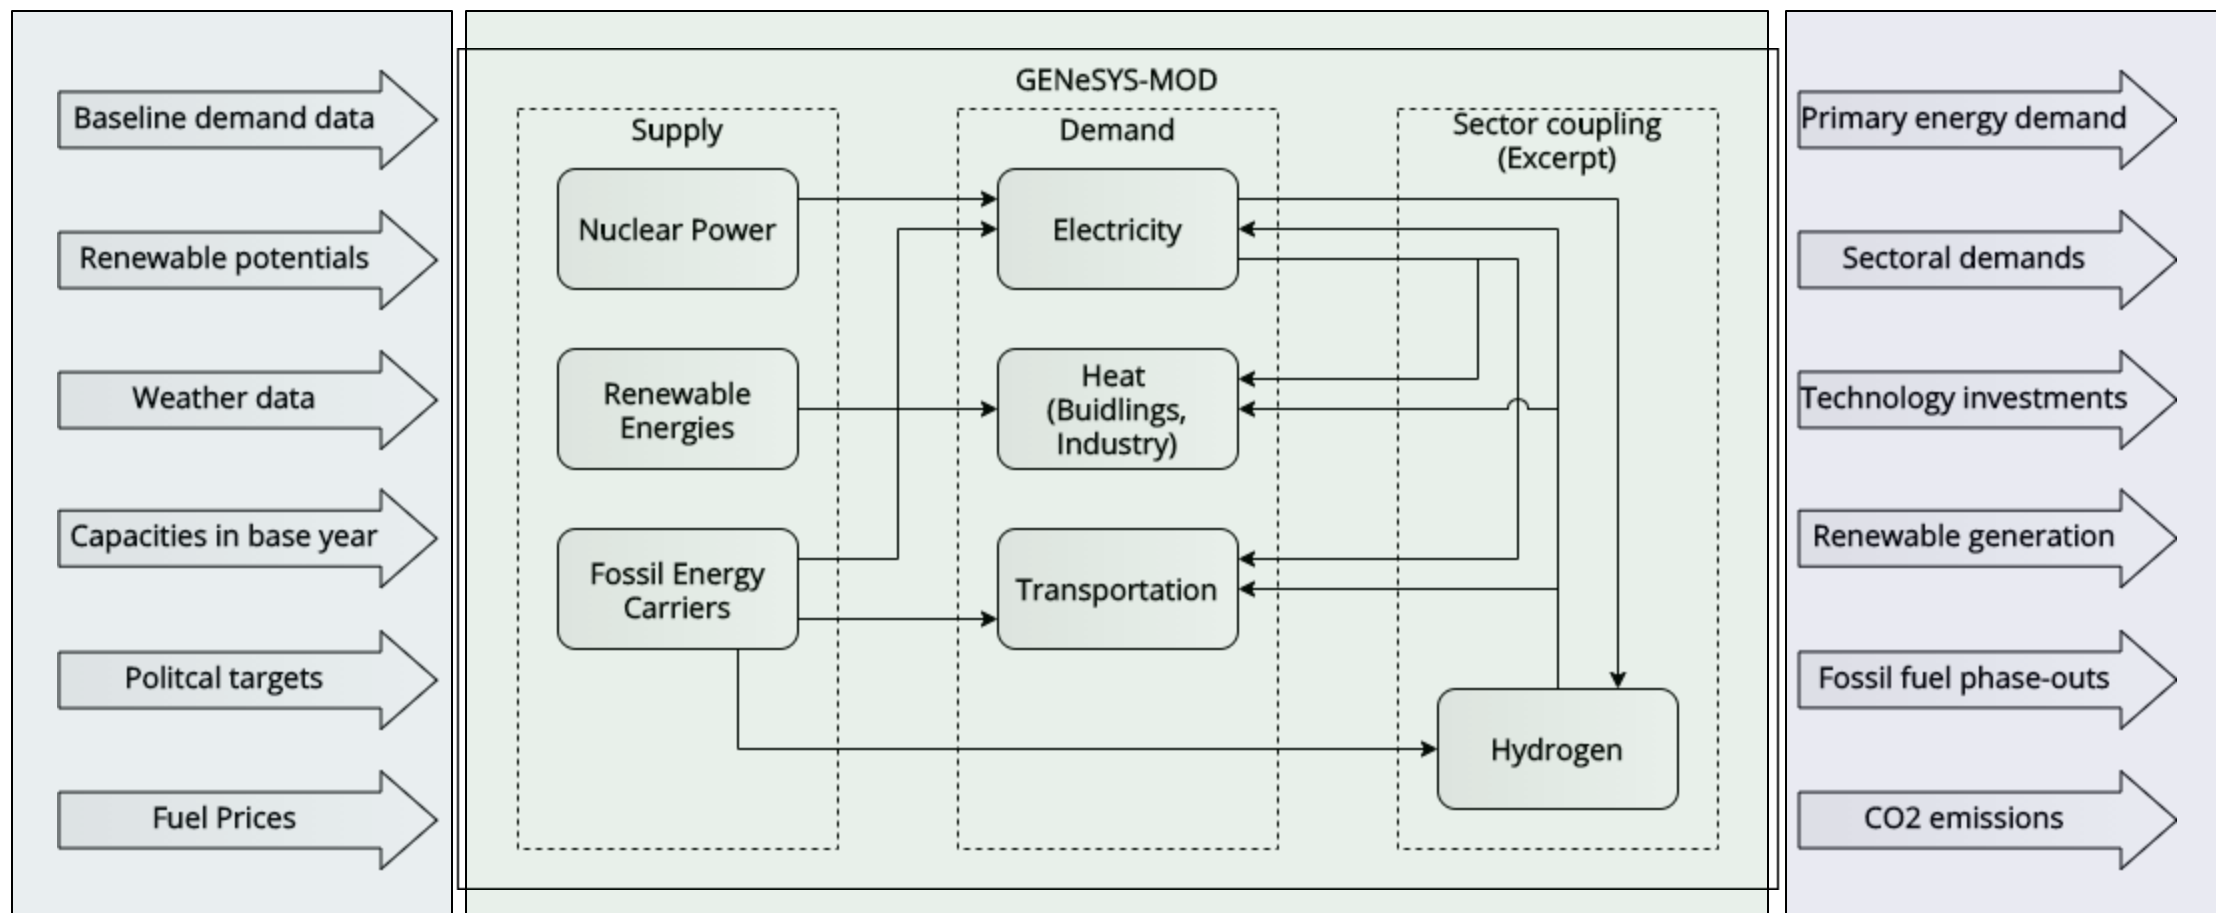 Baseline demand data
Renewable potentials
Weather data
Capacities in base year
Politcal targets
Fuel Prices
GENeSYS-MOD
Supply
Nuclear Power
Renewable
Energies
Fossil Energy
Carriers
Demand
Electricity
Heat
(Buidlings,
Industry)
Transportation
Sector coupling
(Excerpt)
Hydrogen
Primary energy demand
Sectoral demands
Technology investments
Renewable generation
Fossil fuel phase-outs
CO2 emissions